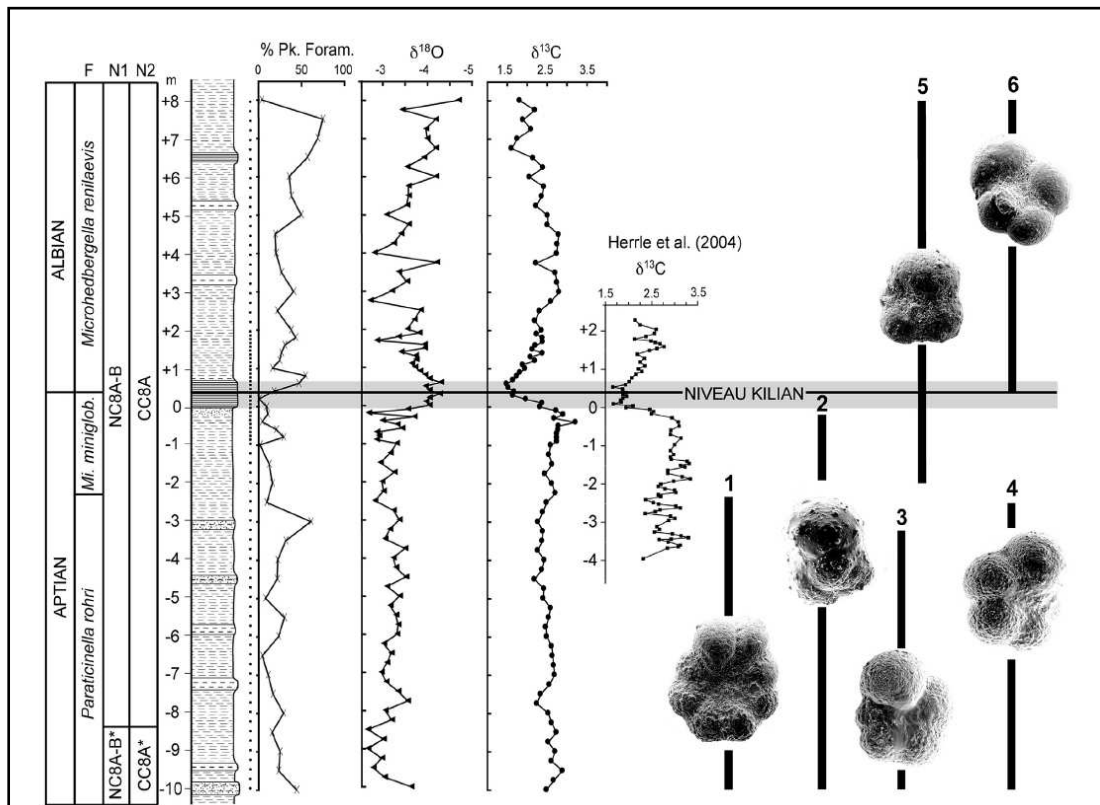 % Pk. Foram. δ18O δ13C
F N1 N2 m 0 50 100 -3 -4 -5 1.5 2.5 3.5
ALBIAN
APTIAN
Microhedbergella renilaevis
Mi. miniglob.
Paraticinella rohri
NC8A-B
NC8A-B*
CC8A
CC8A*
+8
+7
+6
+5
+4
+3
+2
+1
0
-1
-2
-3
-4
-5
-6
-7
-8
-9
-10
Herrle et al. (2004)
δ13C
1.5 2.5 3.5
+2
+1
0
-1
-2
-3
-4
NIVEAU KILIAN
1
2
3
4
5
6